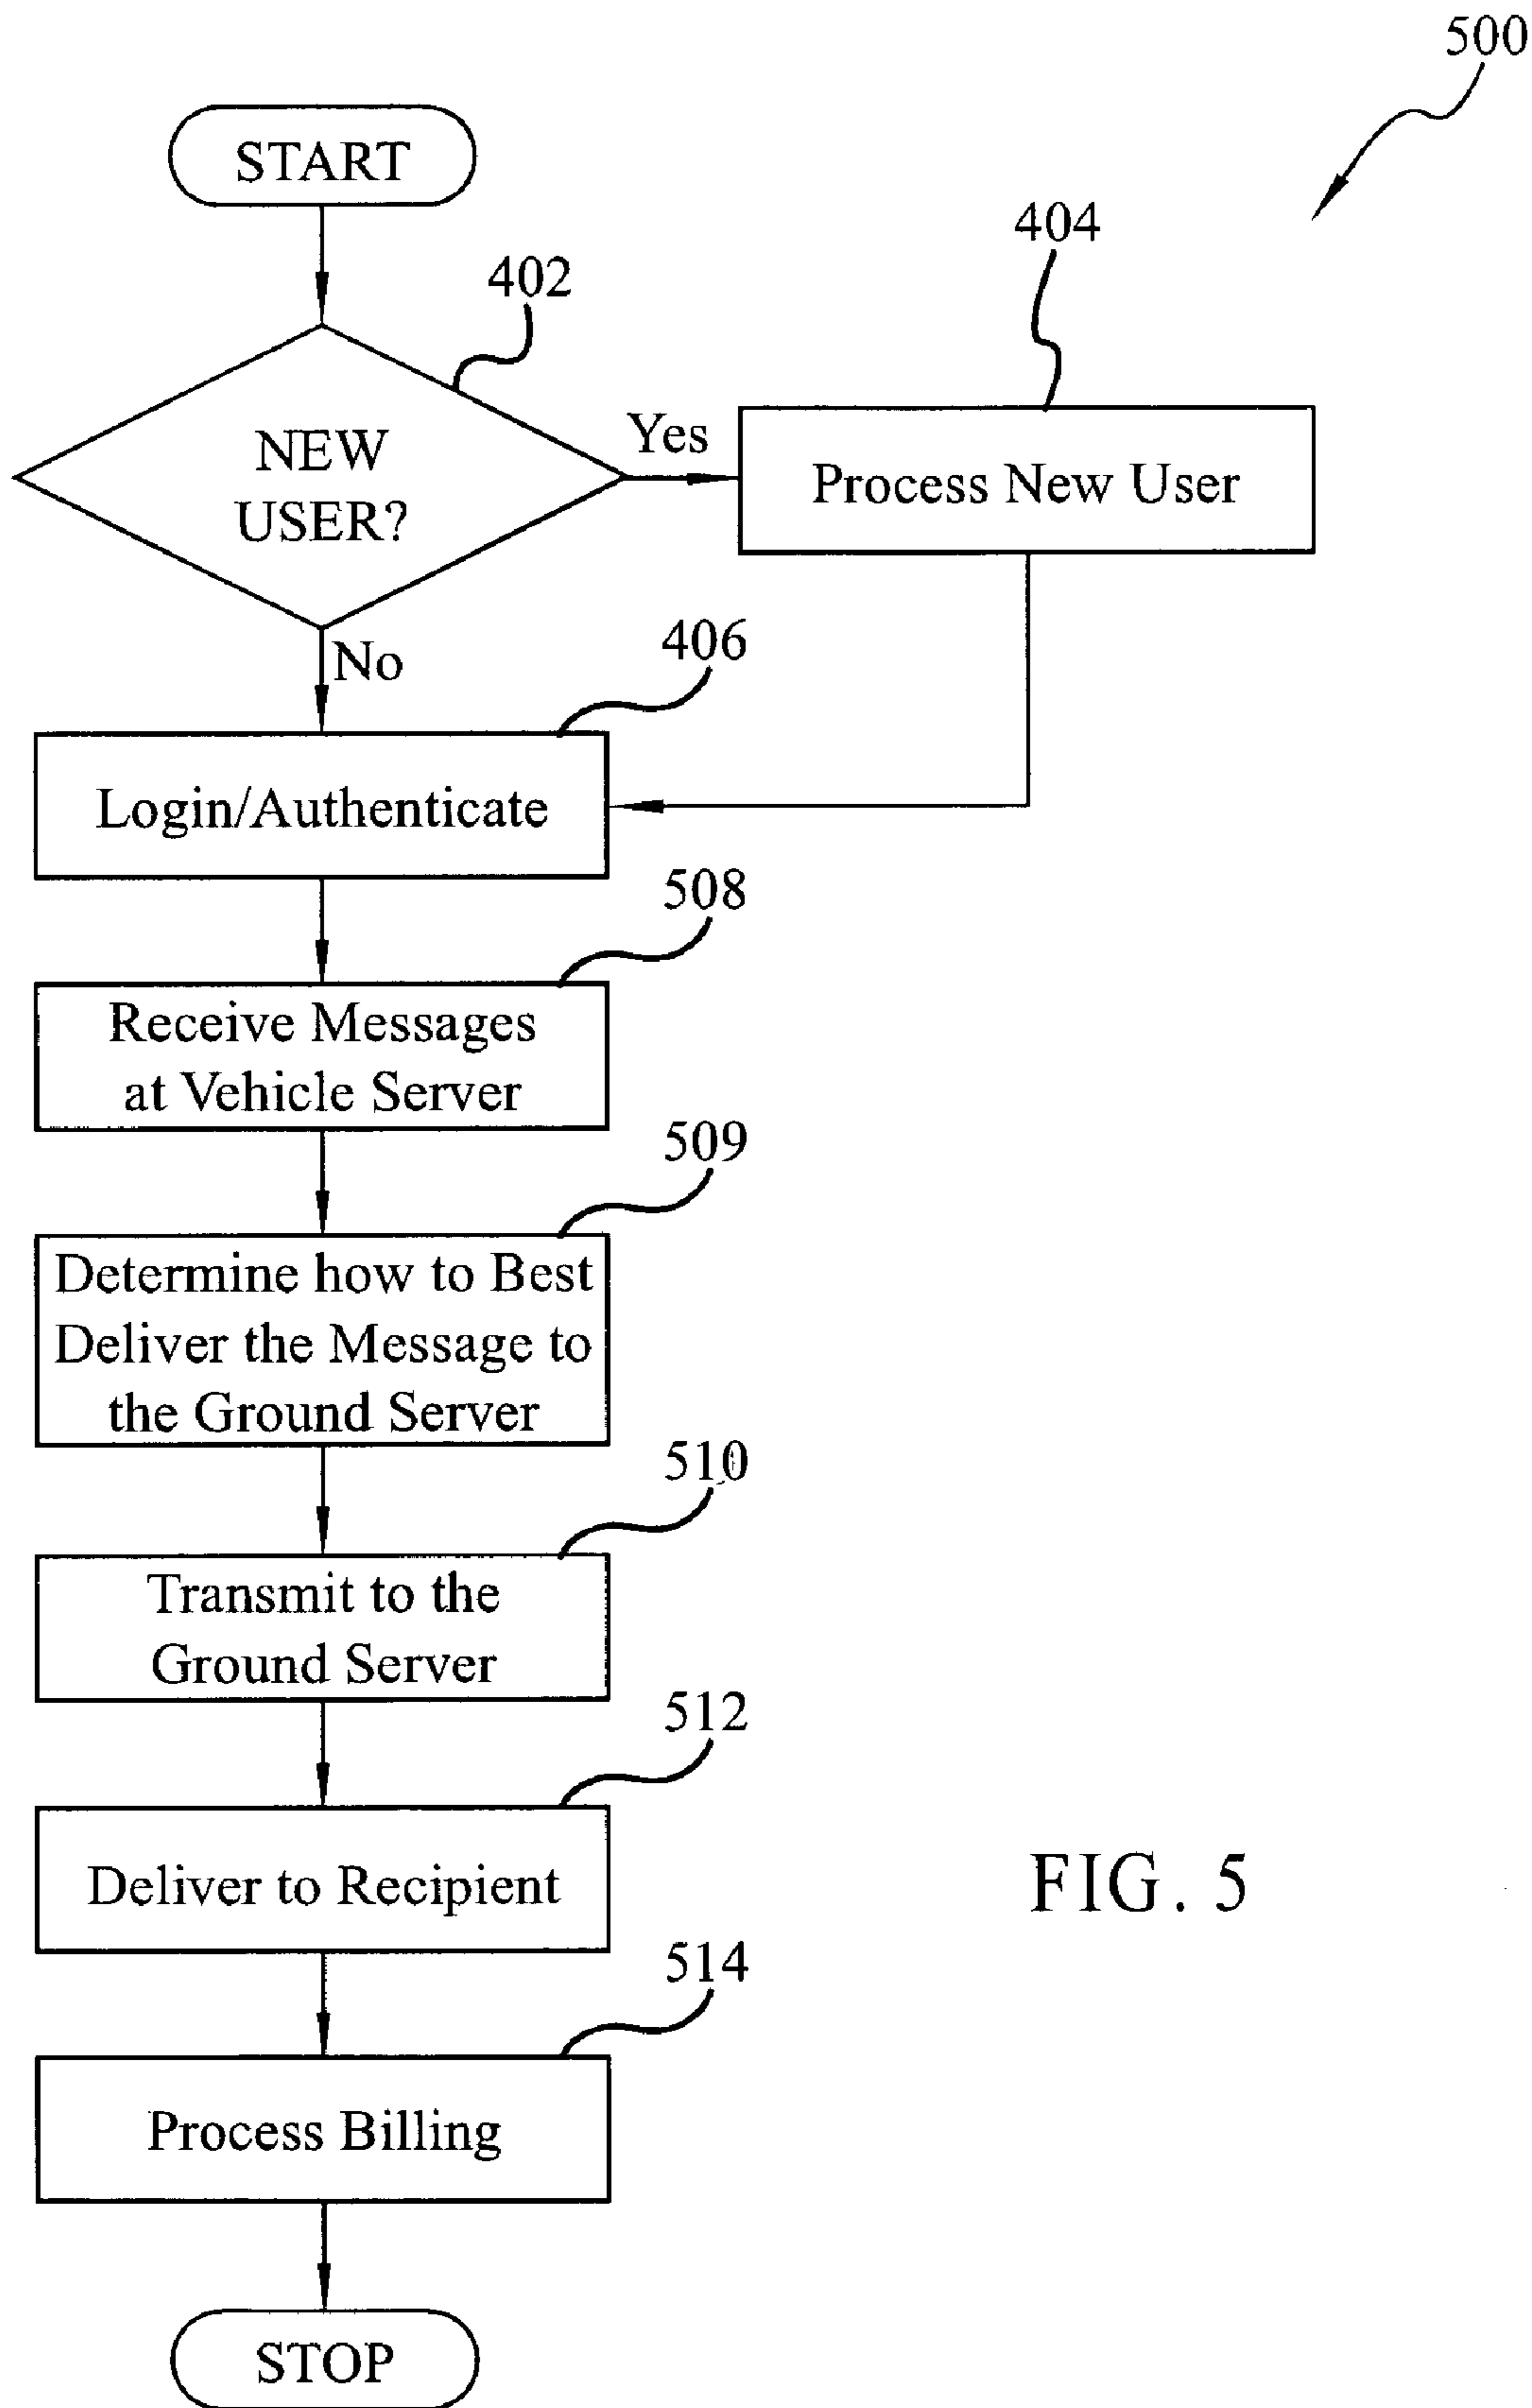 500
START
404
402
NEW
USER?
Yes
Process New User
No
406
Login/Authenticate
508
Receive Messages
at Vehicle Server
509
Determine how to Best
Deliver the Message to
the Ground Server
510
Transmit to the
Ground Server
512
Deliver to Recipient
FIG. 5
514
Process Billing
STOP